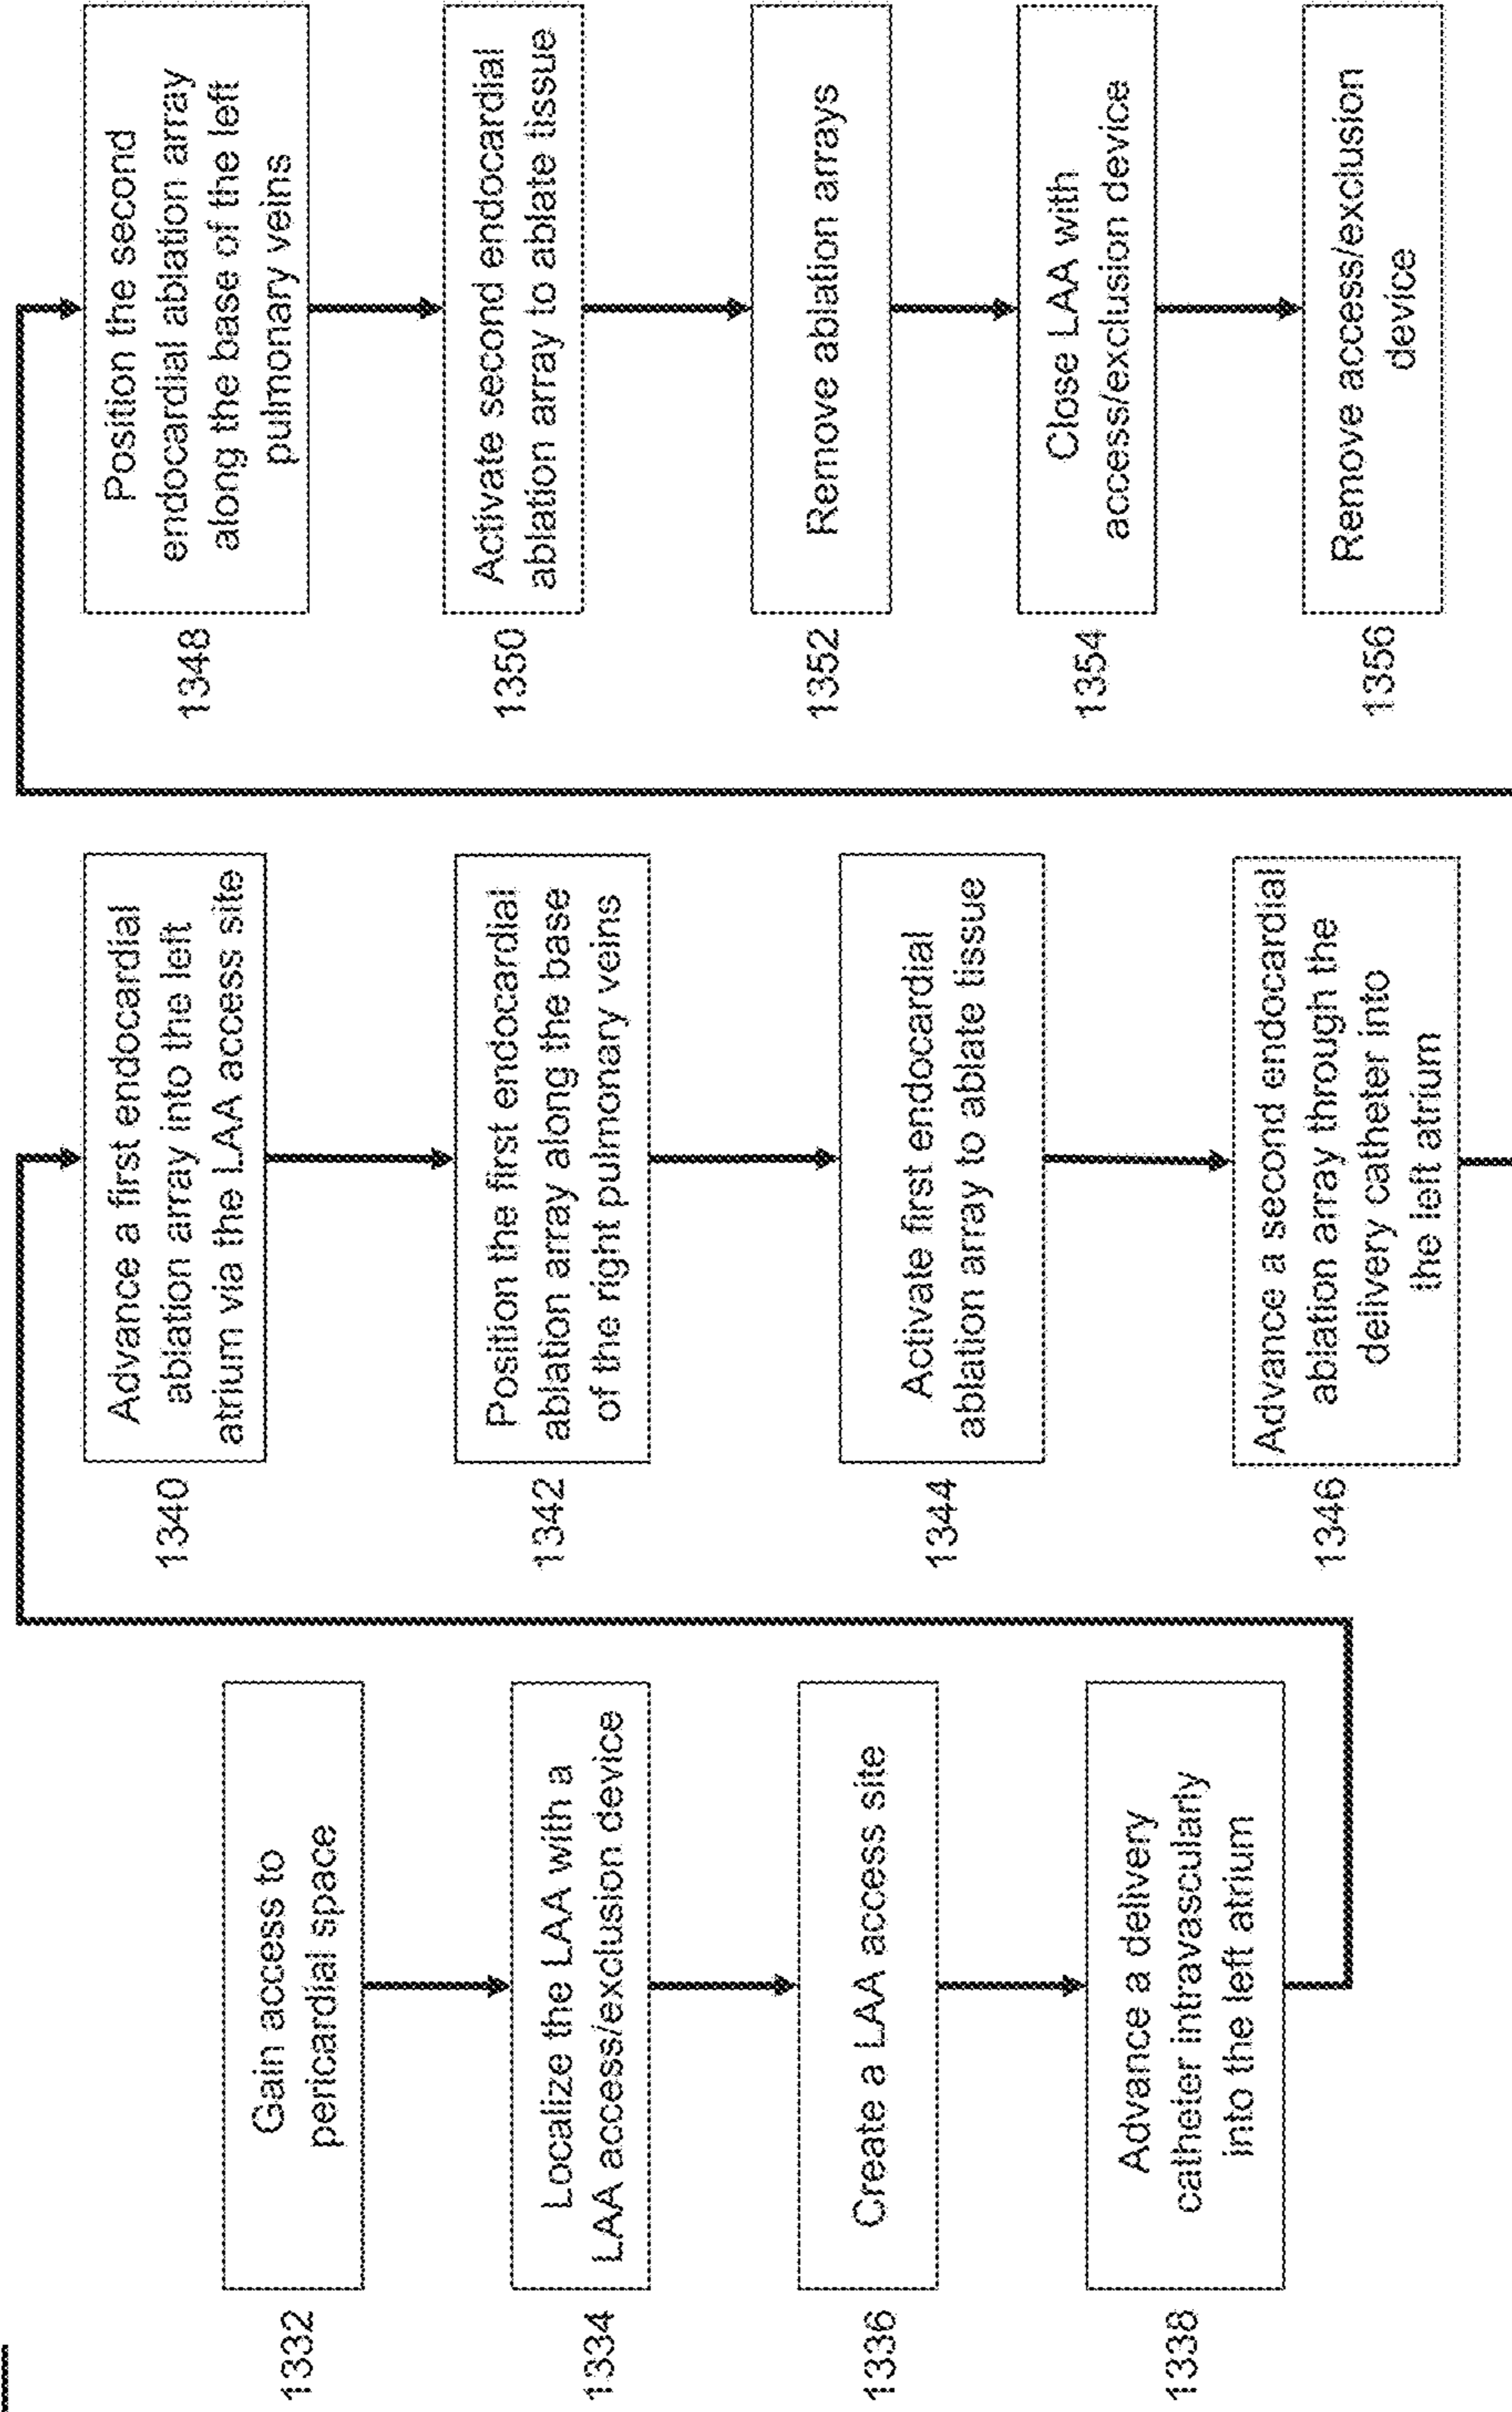 1332
Gain access to
pericardial space
1334
Localize the LAA with a
LAA access/exclusion device
1336
Create a LAA access site
1338
Advance a delivery
catheter intravascularly
into the left atrium
1340
Advance a first endocardial
ablation array into the left
atrium via the LAA access site
1342
Position the first endocardial
ablation array along the base
of the right pulmonary veins
1344
Activate first endocardial
ablation array to ablate tissue
1346
Advance a second endocardial
ablation array through the
delivery catheter into
the left atrium
1348
Position the second
endocardial ablation array
along the base of the left
pulmonary veins
1350
Activate second endocardial
ablation array to ablate tissue
1352
Remove ablation arrays
1354
Close LAA with
access/exclusion device
1356
Remove access/exclusion
device